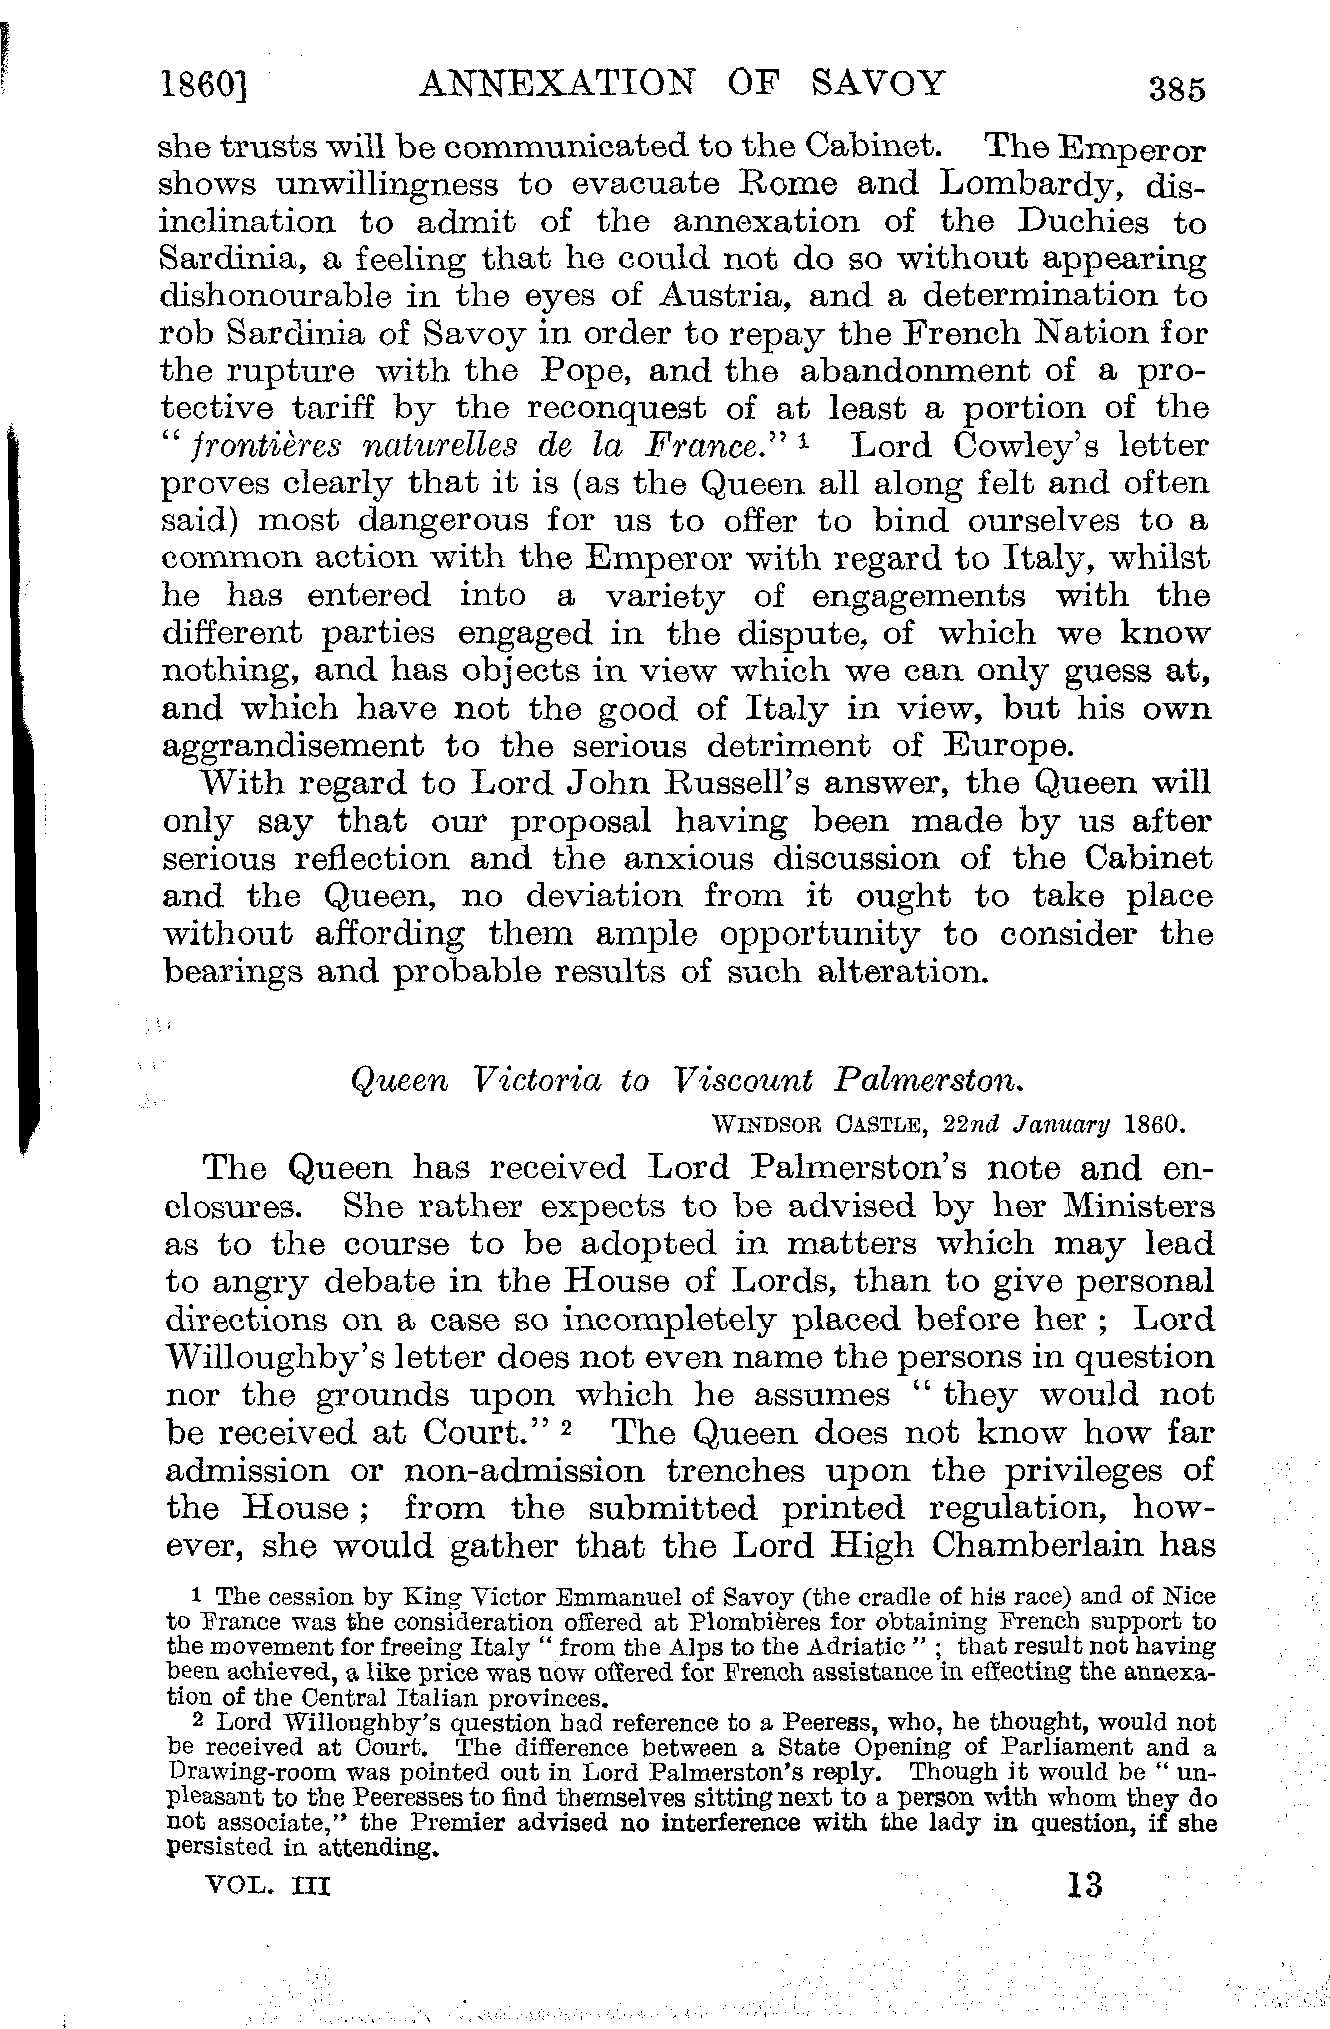 1860] ANNEXATION OF SAVOY 385
she trusts will be communicated to the Cabinet. The Emperor
shows unwillingness to evacuate Rome and Lombardy, dis-
inclination to admit of the annexation of the Duchies to
Sardinia, a feeling that he could not do so without appearing
dishonourable in the eyes of Austria, and a determination to
rob Sardinia of Savoy in order to repay the French Nation for
the rupture with the Pope, and the abandonment of a pro-
tective tariff by the reconquest of at least a portion of the
“ frontières naturelles de la France.” 1 Lord Cowley’s letter
proves clearly that it is (as the Queen all along felt and often
said) most dangerous for us to offer to bind ourselves to a
common action with the Emperor with regard to Italy, whilst
he has entered into a variety of engagements with the
different parties engaged in the dispute, of which we know
nothing, and has objects in view which we can only guess at,
and which have not the good of Italy in view, but his own
aggrandisement to the serious detriment of Europe.
With regard to Lord John Russell’s answer, the Queen will
only say that our proposal having been made by us after
serious reflection and the anxious discussion of the Cabinet
and the Queen, no deviation from it ought to take place
without affording them ample opportunity to consider the
bearings and probable results of such alteration.
Queen Victoria to Viscount Palmerston.
WINDSOR CASTLE, 22nd January 1860.
The Queen has received Lord Palmerston’s note and en-
closures. She rather expects to be advised by her Ministers
as to the course to be adopted in matters which may lead
to angry debate in the House of Lords, than to give personal
directions on a case so incompletely placed before her ; Lord
Willoughby’s letter does not even name the persons in question
nor the grounds upon which he assumes “ they would not
be received at Court.” 2 The Queen does not know how far
admission or non-admission trenches upon the privileges of
the House ; from the submitted printed regulation, how-
ever, she would gather that the Lord High Chamberlain has
1 The cession by King Victor Emmanuel of Savoy (the cradle of his race) and of Nice
to France was the consideration offered at Plombières for obtaining French support to
the movement for freeing Italy “ from the Alps to the Adriatic ” ; that result not having
been achieved, a like price was now offered for French assistance in effecting the annexa-
tion of the Central Italian provinces.
2 Lord Willoughby’s question had reference to a Peeress, who, he thought, would not
be received at Court. The difference between a State Opening of Parliament and a
Drawing-room was pointed out in Lord Palmerston’s reply. Though it would be “ un-
pleasant to the Peeresses to find themselves sitting next to a person with whom they do
not associate,” the Premier advised no interference with the lady in question, if she
persisted in attending.
VOL. III 13